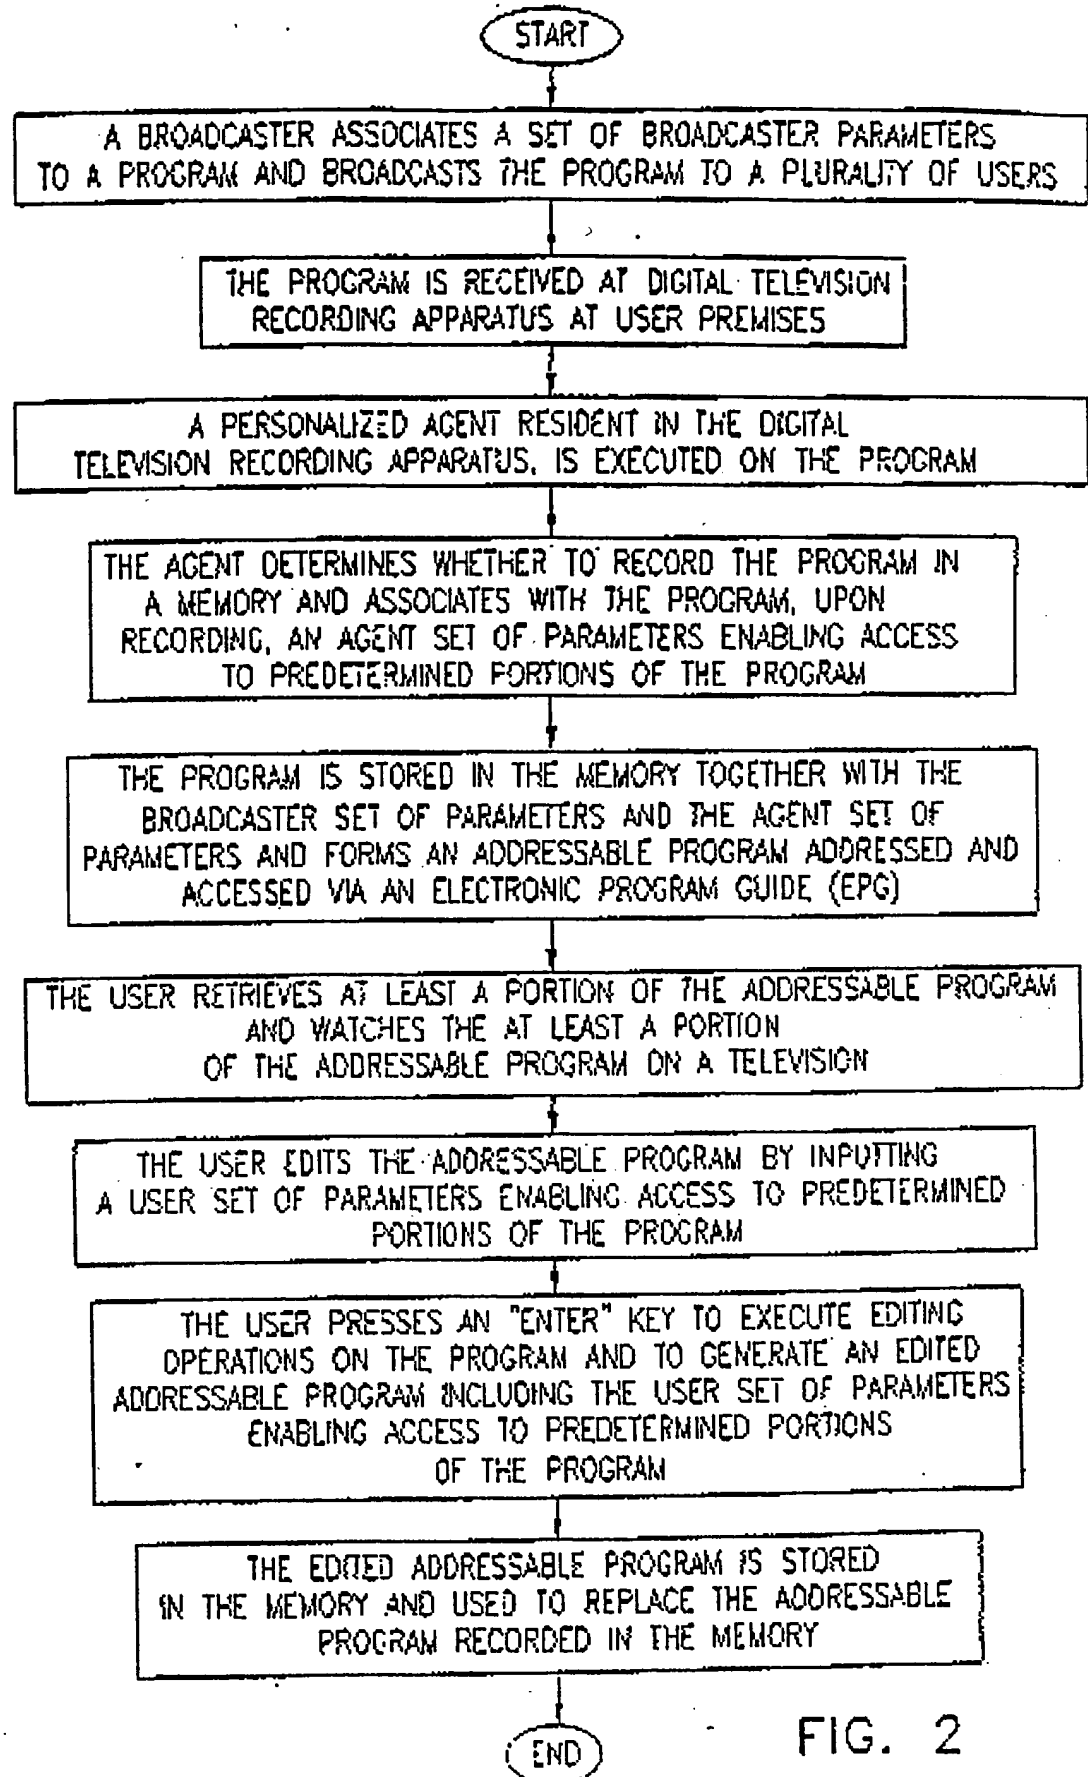 START
A BROADCASTER ASSOCIATES A SET OF BROADCASTER PARAMETERS
TO A PROGRAM AND BROADCASTS THE PROGRAM TO A PLURALITY OF USERS
THE PROGRAM IS RECEIVED AT DIGITAL TELEVISION
RECORDING APPARATUS AT USER PREMISES
A PERSONALIZED AGENT RESIDENT IN THE DIGITAL
TELEVISION RECORDING APPARATUS, IS EXECUTED ON THE PROGRAM
THE AGENT DETERMINES WHETHER TO RECORD THE PROGRAM IN
A MEMORY AND ASSOCIATES WITH THE PROGRAM, UPON
RECORDING, AN AGENT SET OF PARAMETERS ENABLING ACCESS
TO PREDETERMINED PORTIONS OF THE PROGRAM
THE PROGRAM IS STORED IN THE MEMORY TOGETHER WITH THE
BROADCASTER SET OF PARAMETERS AND THE AGENT SET OF
PARAMETERS AND FORMS AN ADDRESSABLE PROGRAM ADDRESSED AND
ACCESSED VIA AN ELECTRONIC PROGRAM GUIDE (EPG)
THE USER RETRIEVES AT LEAST A PORTION OF THE ADDRESSABLE PROGRAM
AND WATCHES THE AT LEAST A PORTION
OF THE ADDRESSABLE PROGRAM ON A TELEVISION
THE USER EDITS THE ADDRESSABLE PROGRAM BY INPUTTING
A USER SET OF PARAMETERS ENABLING ACCESS TO PREDETERMINED
PORTIONS OF THE PROGRAM
THE USER PRESSES AN "ENTER" KEY TO EXECUTE EDITING
OPERATIONS ON THE PROGRAM AND TO GENERATE AN EDITED
ADDRESSABLE PROGRAM INCLUDING THE USER SET OF PARAMETERS
ENABLING ACCESS TO PREDETERMINED PORTIONS
OF THE PROGRAM
THE EDITED ADDRESSABLE PROGRAM IS STORED
IN THE MEMORY AND USED TO REPLACE THE ADDRESSABLE
PROGRAM RECORDED IN THE MEMORY
END
FIG. 2